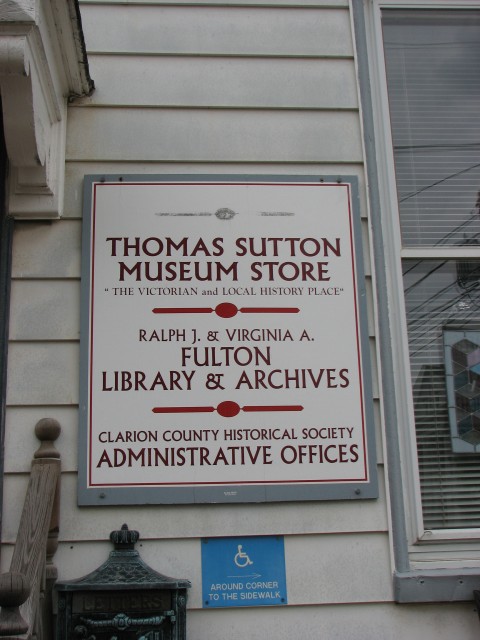 THOMAS SUTTON
MUSEUM STORE
"THE VICTORIAN and LOCAL HISTORY PLACE"
RALPH J. & VIRGINIA A.
FULTON
LIBRARY & ARCHIVES
CLARION COUNTY HISTORICAL SOCIETY
ADMINISTRATIVE OFFICES
AROUND CORNER
TO THE SIDEWALK
LETTERS